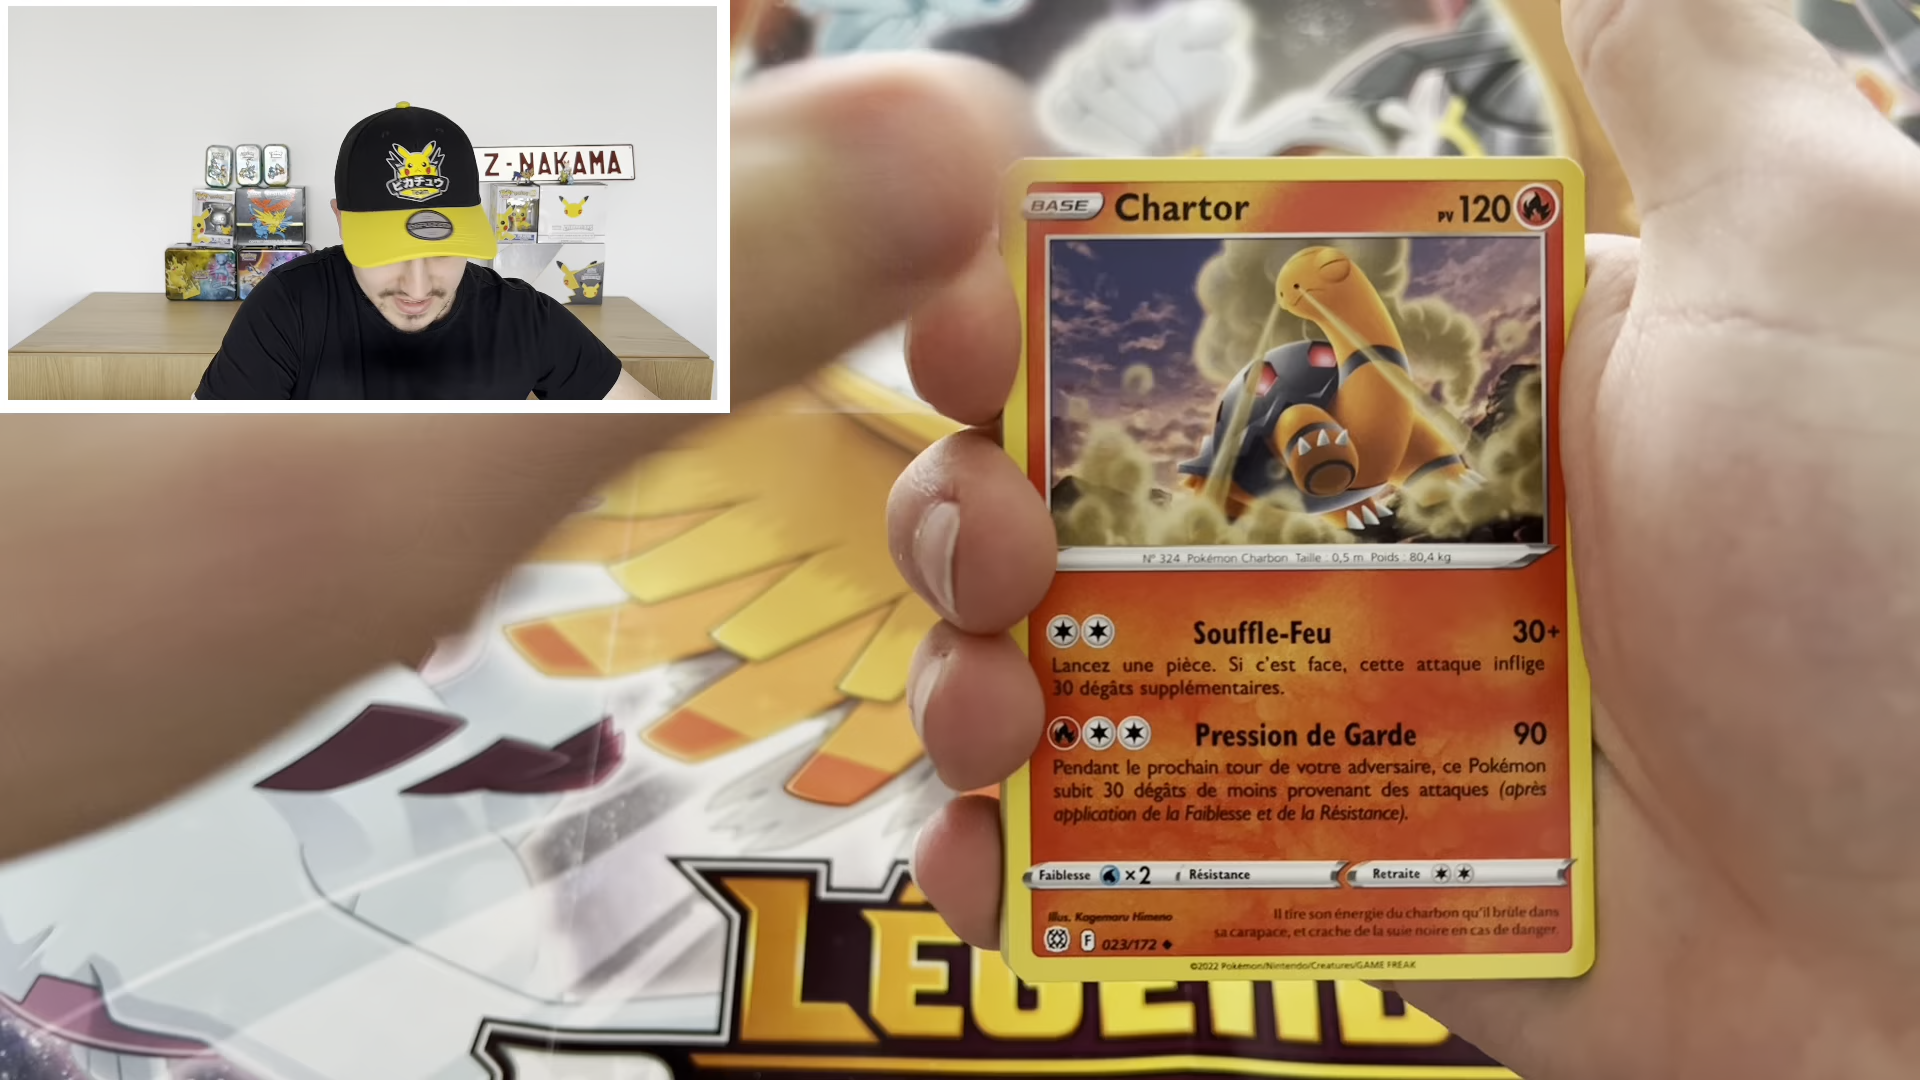 Z-NAKAMA
ピカチュウ
BASE Chartor PV 120
N° 324 Pokémon Charbon Taille : 0,5 m Poids : 80,4 kg
Souffle-Feu 30+
Lancez une pièce. Si c'est face, cette attaque inflige
30 dégâts supplémentaires.
Pression de Garde 90
Pendant le prochain tour de votre adversaire, ce Pokémon
subit 30 dégâts de moins provenant des attaques (après
application de la Faiblesse et de la Résistance).
Faiblesse ×2 Résistance Retraite
Illus. Kagemaru Himeno
Il tire son énergie du charbon qu'il brûle dans
sa carapace, et crache de la suie noire en cas de danger.
F 023/172
©2022 Pokémon/Nintendo/Creatures/GAME FREAK